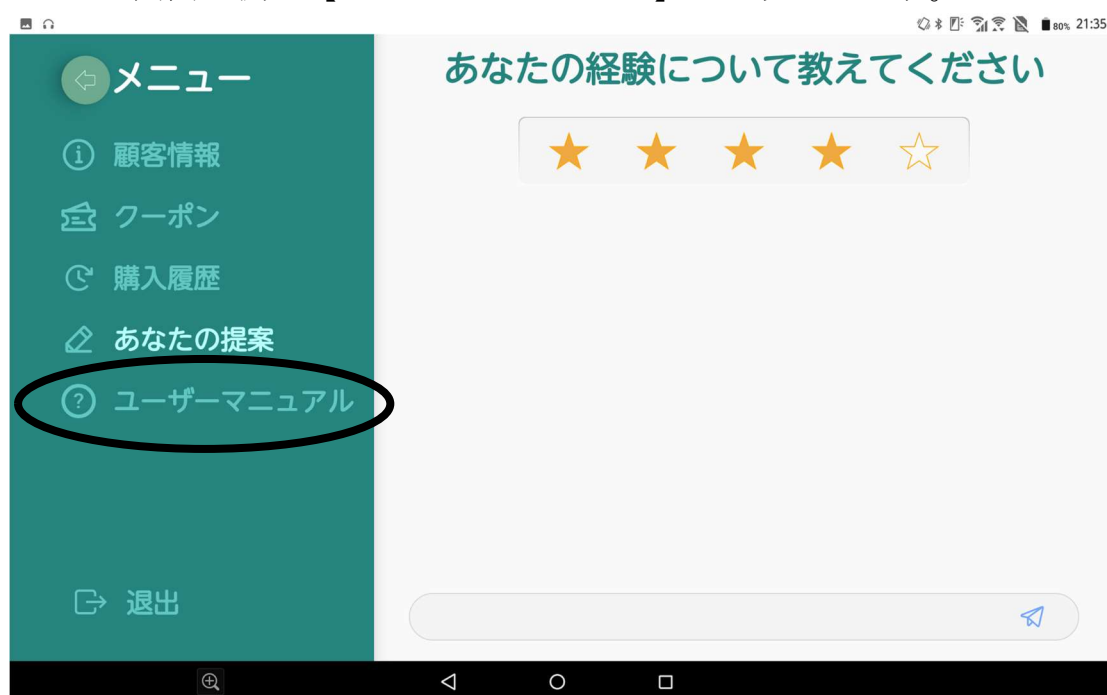 80% 21:35
メニュー
顧客情報
クーポン
購入履歴
あなたの提案
ユーザーマニュアル
退出
あなたの経験について教えてください